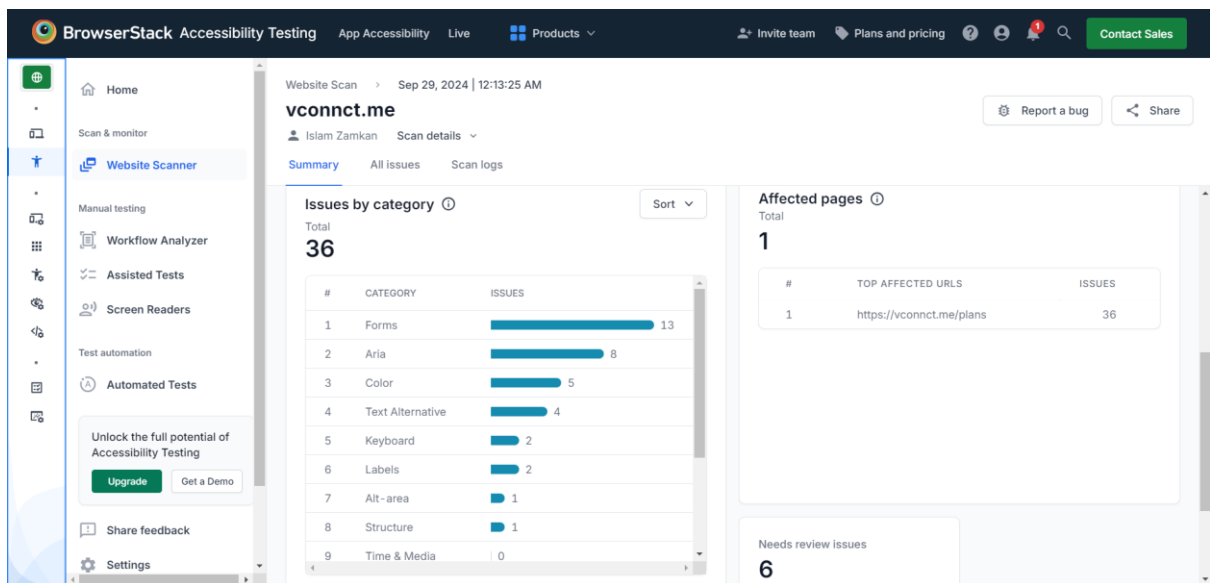 BrowserStack Accessibility Testing App Accessibility Live Products Invite team Plans and pricing 1 Contact Sales
Home
Scan & monitor
Website Scanner
Manual testing
Workflow Analyzer
Assisted Tests
Screen Readers
Test automation
Automated Tests
Unlock the full potential of
Accessibility Testing
Upgrade Get a Demo
Share feedback
Settings
Website Scan > Sep 29, 2024 | 12:13:25 AM
vconnct.me
Report a bug Share
Islam Zamkan Scan details
Summary All issues Scan logs
Issues by category
Sort
Total
36
# CATEGORY ISSUES
1 Forms 13
2 Aria 8
3 Color 5
4 Text Alternative 4
5 Keyboard 2
6 Labels 2
7 Alt-area 1
8 Structure 1
9 Time & Media 0
Affected pages
Total
1
# TOP AFFECTED URLS ISSUES
1 https://vconnct.me/plans 36
Needs review issues
6